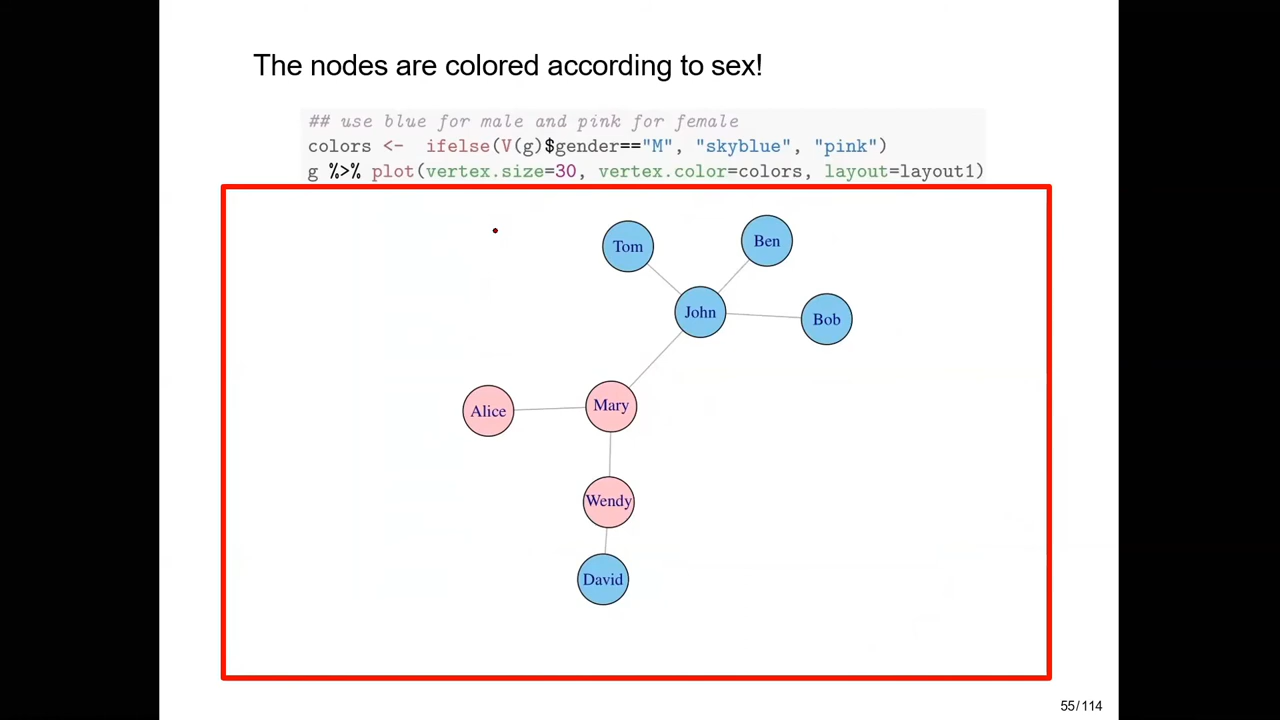 The nodes are colored according to sex!
## use blue for male and pink for female
colors <- ifelse(V(g)$gender=="M", "skyblue", "pink")
g %>% plot(vertex.size=30, vertex.color=colors, layout=layout1)
Tom
Ben
John
Bob
Alice
Mary
Wendy
David
55/114